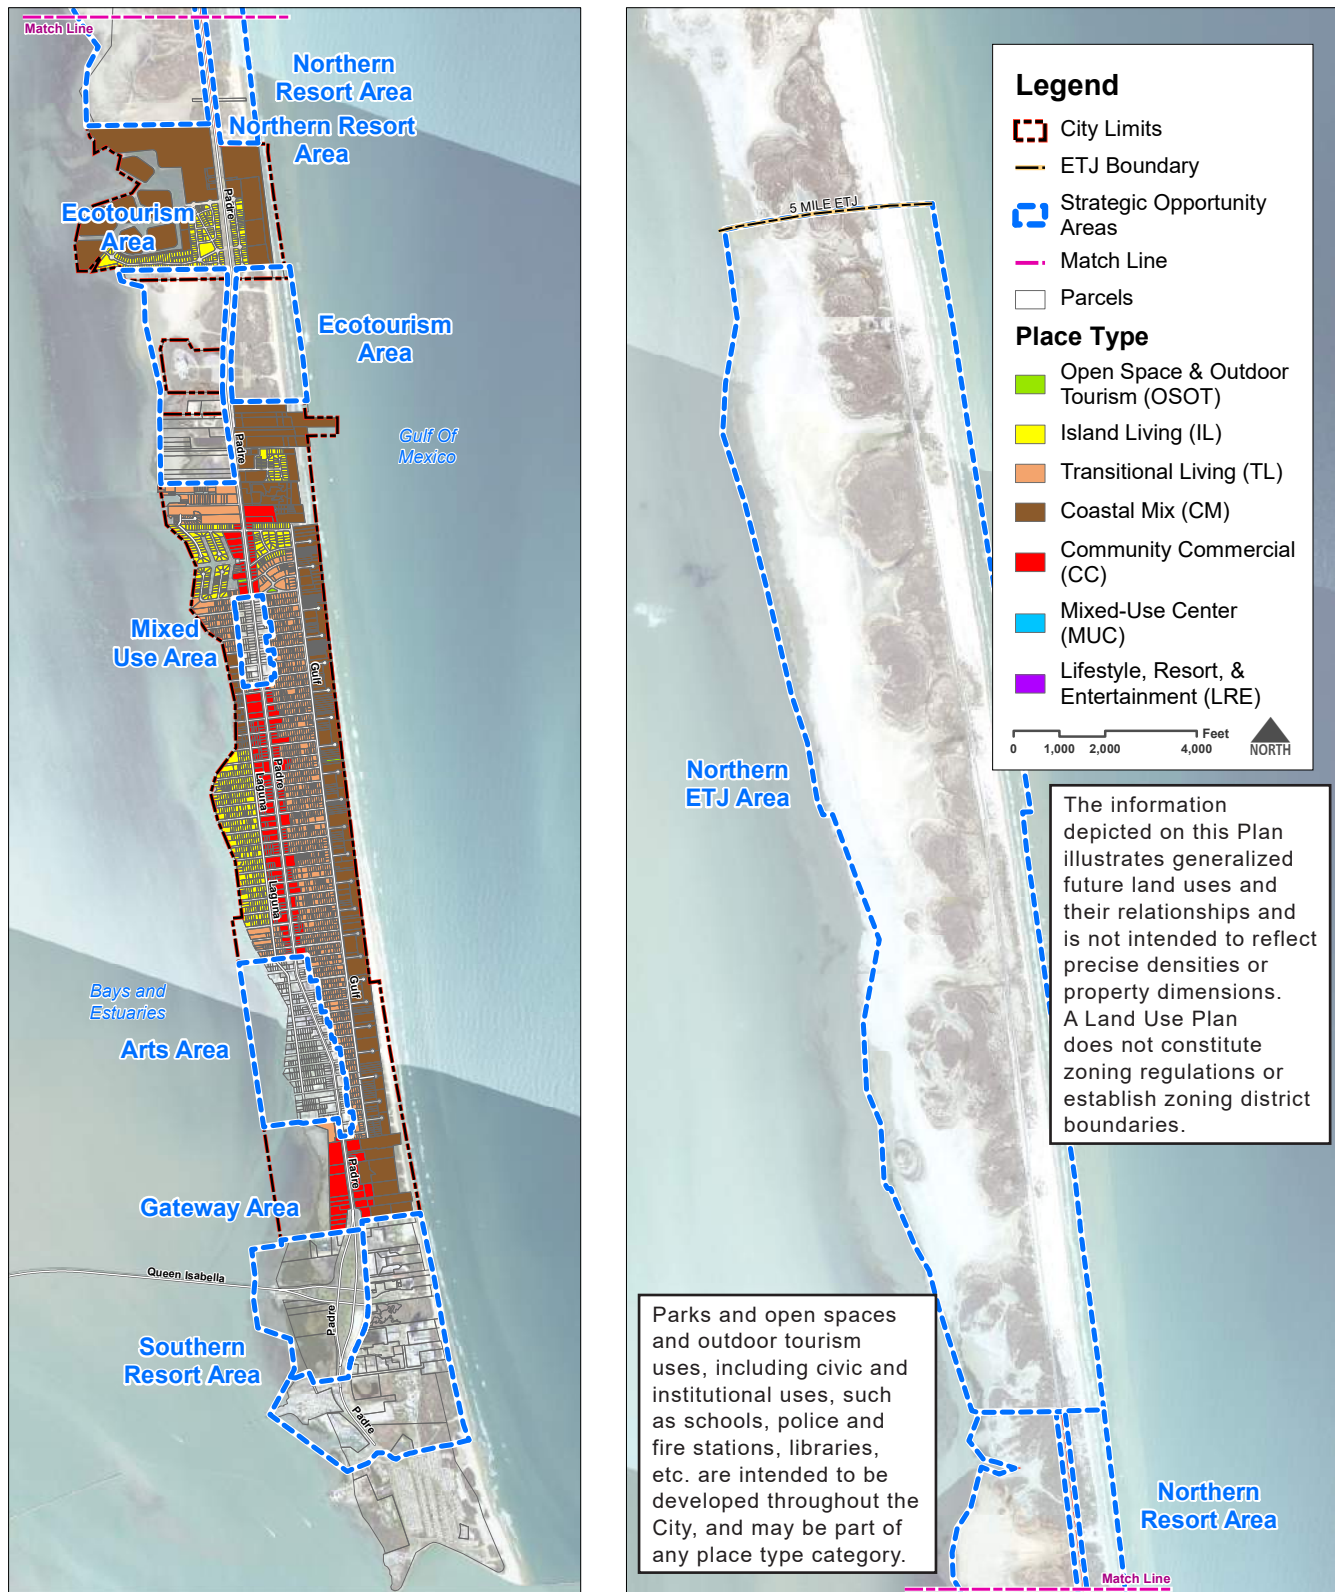 Match Line
Northern
Resort Area
Northern Resort
Area
Padre
Ecotourism
Area
Ecotourism
Area
Gulf Of
Mexico
Padre
Mixed
Use Area
Gulf
Padre
Laguna
Laguna
Bays and
Estuaries
Gulf
Arts Area
Padre
Gateway Area
Queen Isabella
Padre
Southern
Resort Area
Padre
5 MILE ETJ
Northern
ETJ Area
Legend
City Limits
ETJ Boundary
Strategic Opportunity
Areas
Match Line
Parcels
Place Type
Open Space & Outdoor
Tourism (OSOT)
Island Living (IL)
Transitional Living (TL)
Coastal Mix (CM)
Community Commercial
(CC)
Mixed-Use Center
(MUC)
Lifestyle, Resort, &
Entertainment (LRE)
Feet
0 1,000 2,000 4,000
NORTH
The information
depicted on this Plan
illustrates generalized
future land uses and
their relationships and
is not intended to reflect
precise densities or
property dimensions.
A Land Use Plan
does not constitute
zoning regulations or
establish zoning district
boundaries.
Parks and open spaces
and outdoor tourism
uses, including civic and
institutional uses, such
as schools, police and
fire stations, libraries,
etc. are intended to be
developed throughout the
City, and may be part of
any place type category.
Northern
Resort Area
Match Line